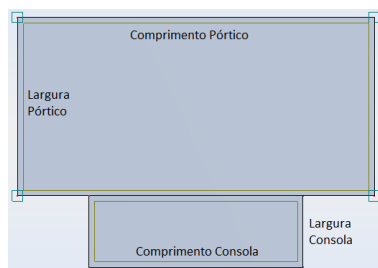 Comprimento Pórtico
Largura
Pórtico
Largura
Consola
Comprimento Consola